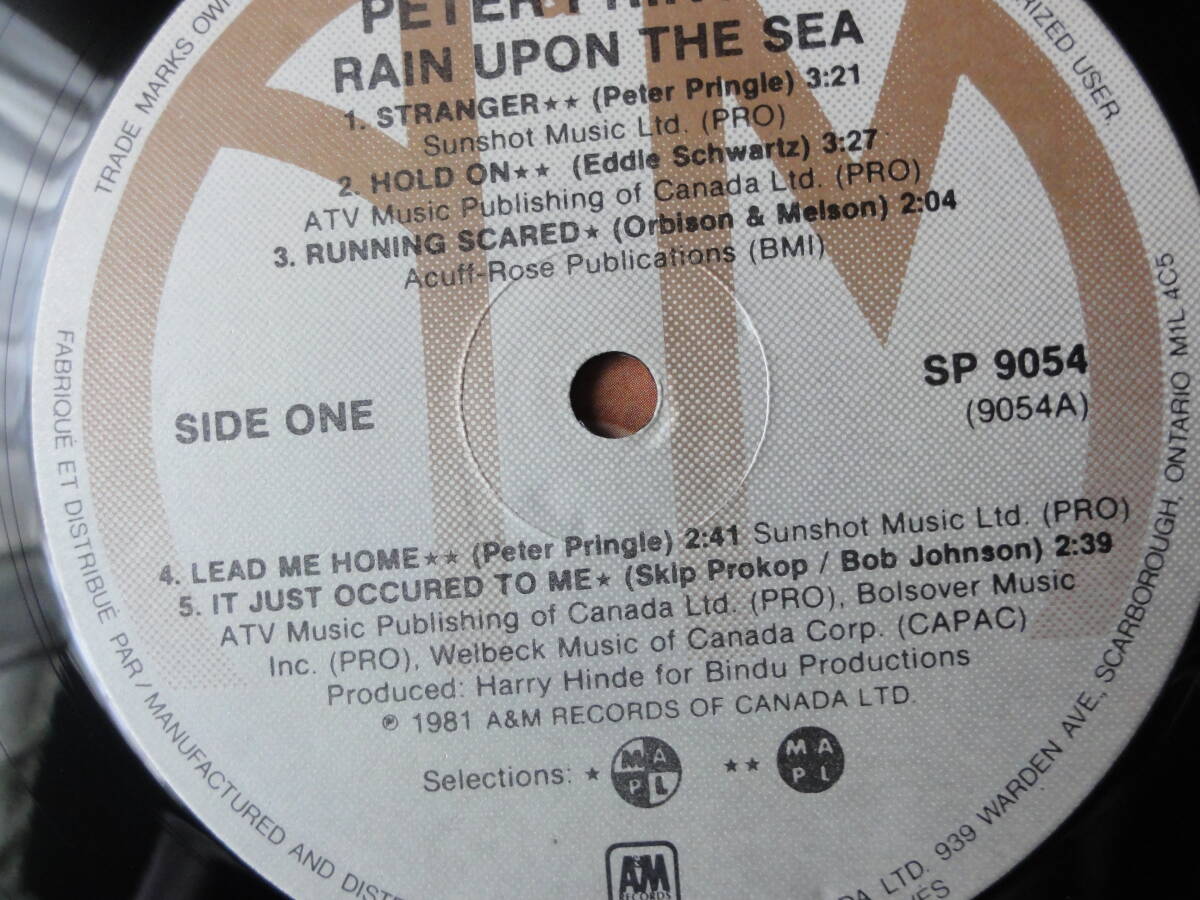 PETER
RAIN UPON THE SEA
1. STRANGER★★ (Peter Pringle) 3:21
Sunshot Music Ltd. (PRO)
2. HOLD ON★★ (Eddie Schwartz) 3:27
ATV Music Publishing of Canada Ltd. (PRO)
3. RUNNING SCARED★ (Orbison & Melson) 2:04
Acuff-Rose Publications (BMI)
SIDE ONE
SP 9054
(9054A)
4. LEAD ME HOME★★ (Peter Pringle) 2:41 Sunshot Music Ltd. (PRO)
5. IT JUST OCCURED TO ME★ (Skip Prokop / Bob Johnson) 2:39
ATV Music Publishing of Canada Ltd. (PRO), Bolsover Music
Inc. (PRO), Welbeck Music of Canada Corp. (CAPAC)
Produced: Harry Hinde for Bindu Productions
℗ 1981 A&M RECORDS OF CANADA LTD.
Selections: ★ MAPL ★★ MAPL
A&M
RECORDS
TRADE MARKS
USER
FABRIQUÉ ET DISTRIBUÉ PAR / MANUFACTURED AND
LTD. 939 WARDEN AVE., SCARBOROUGH, ONTARIO M1L 4C5